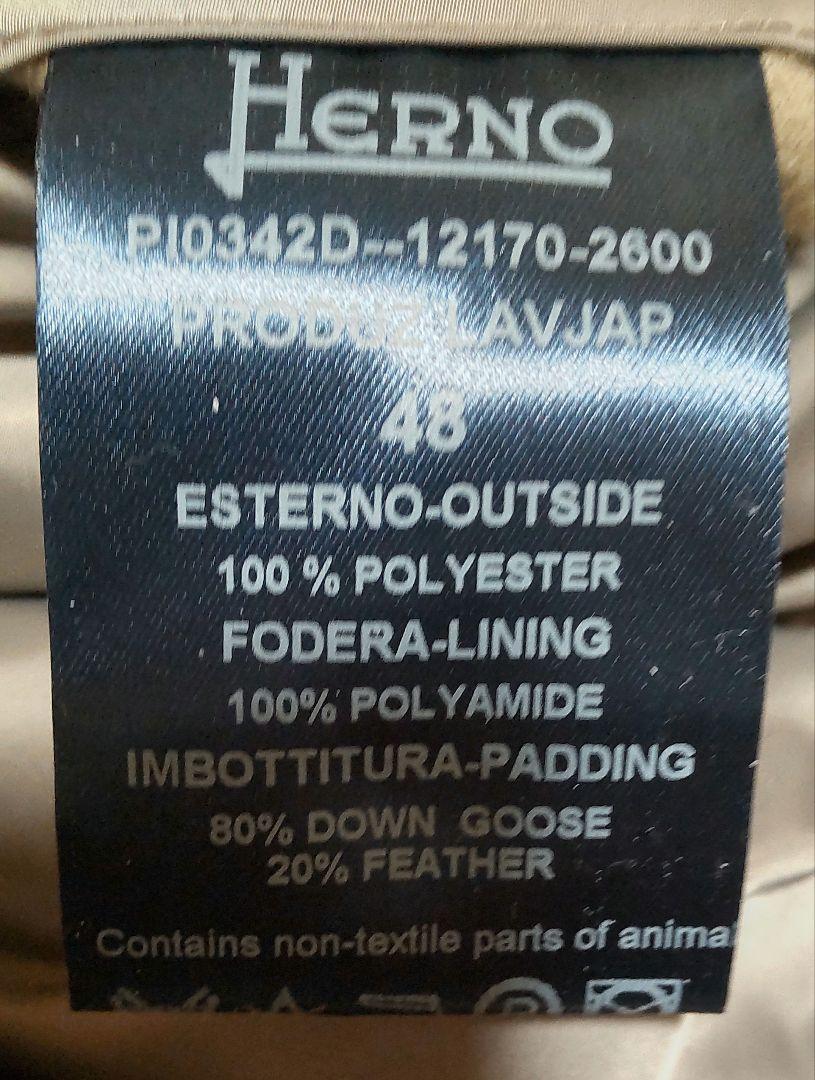 HERNO
PI0342D--12170-2600
PRODUZ LAVJAP
48
ESTERNO-OUTSIDE
100 % POLYESTER
FODERA-LINING
100% POLYAMIDE
IMBOTTITURA-PADDING
80% DOWN GOOSE
20% FEATHER
Contains non-textile parts of animal